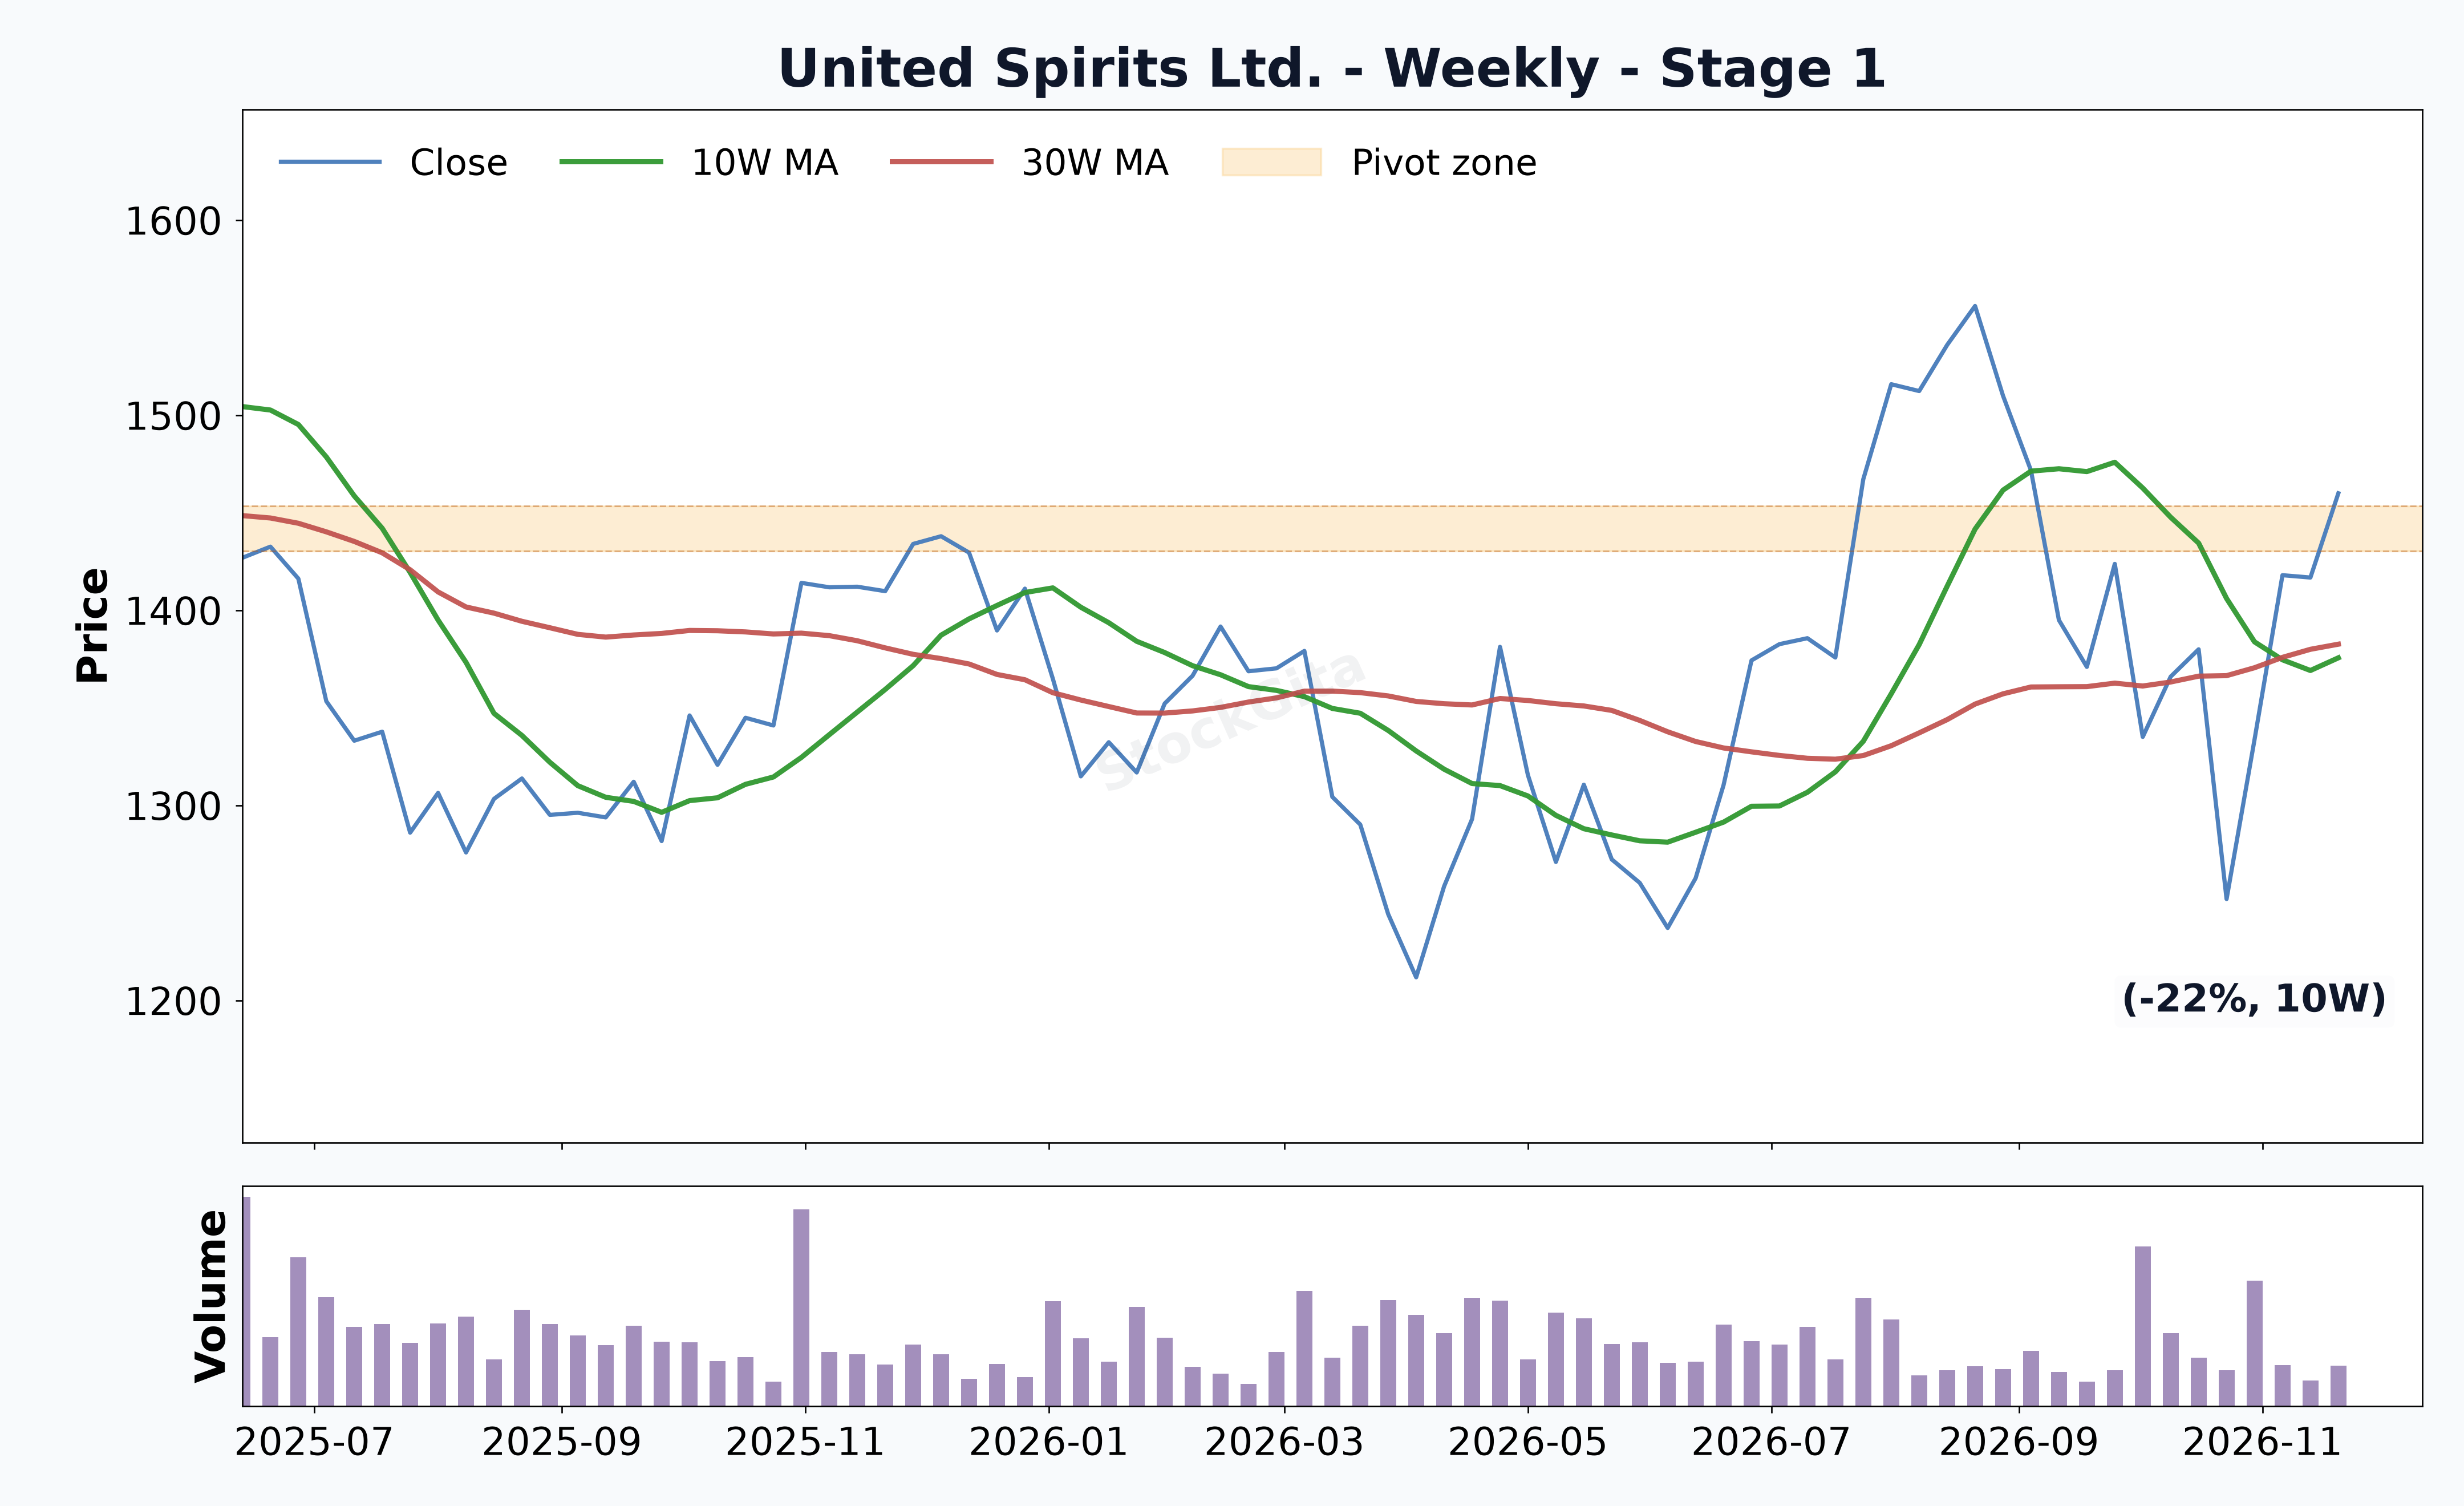 United Spirits Ltd. - Weekly - Stage 1
Close 10W MA 30W MA Pivot zone
1600
1500
1400
1300
1200
Price
StockGira
(-22%, 10W)
Volume
2025-07 2025-09 2025-11 2026-01 2026-03 2026-05 2026-07 2026-09 2026-11